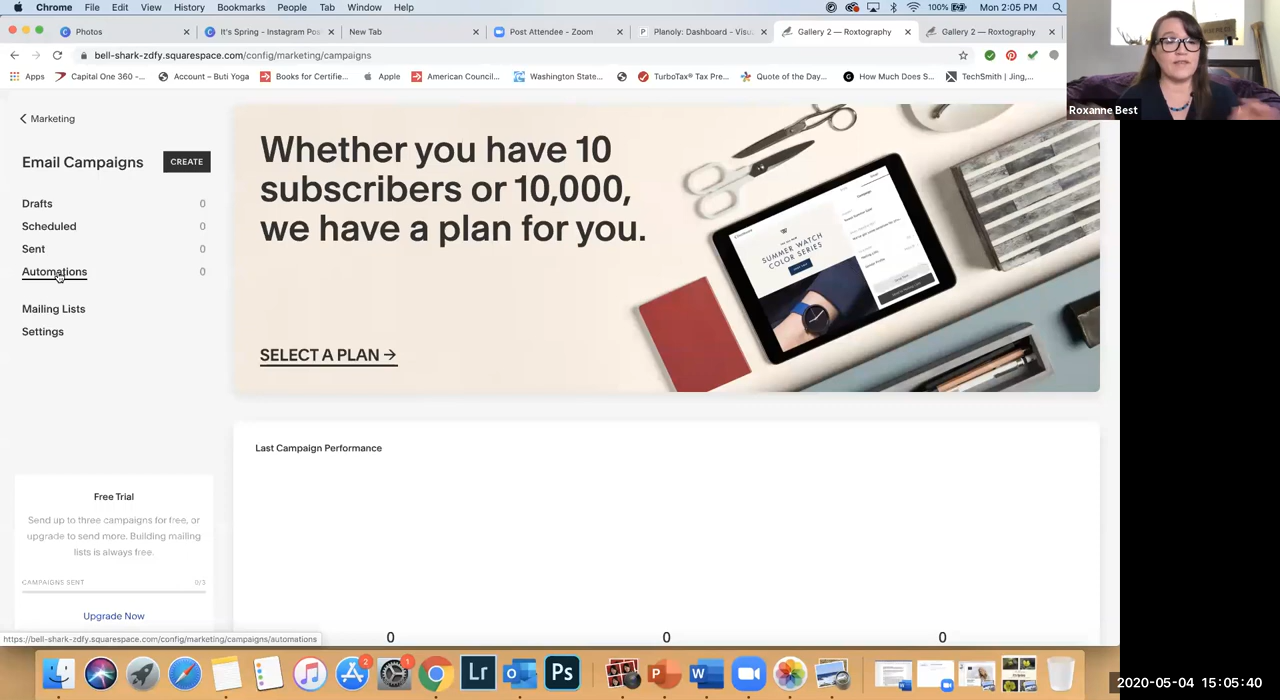 Chrome File Edit View History Bookmarks People Tab Window Help 100% Mon 2:05 PM
Photos × It's Spring - Instagram Pos × New Tab × Post Attendee - Zoom × Planoly: Dashboard – Visu × Gallery 2 — Roxtography × Gallery 2 — Roxtography ×
bell-shark-zdfy.squarespace.com/config/marketing/campaigns
Apps Capital One 360 -... Account – Buti Yoga Books for Certifie... Apple American Council... Washington State... TurboTax® Tax Pre... Quote of the Day... How Much Does S... TechSmith | Jing,...
Roxanne Best
Marketing
Email Campaigns CREATE
Drafts 0
Scheduled 0
Sent 0
Automations 0
Mailing Lists
Settings
Whether you have 10
subscribers or 10,000,
we have a plan for you.
SELECT A PLAN →
SUMMER WATCH
COLOR SERIES
Last Campaign Performance
0 0 0
Free Trial
Send up to three campaigns for free, or
upgrade to send more. Building mailing
lists is always free.
CAMPAIGNS SENT 0/3
Upgrade Now
https://bell-shark-zdfy.squarespace.com/config/marketing/campaigns/automations
2 1 Lr Ps
2020-05-04 15:05:40